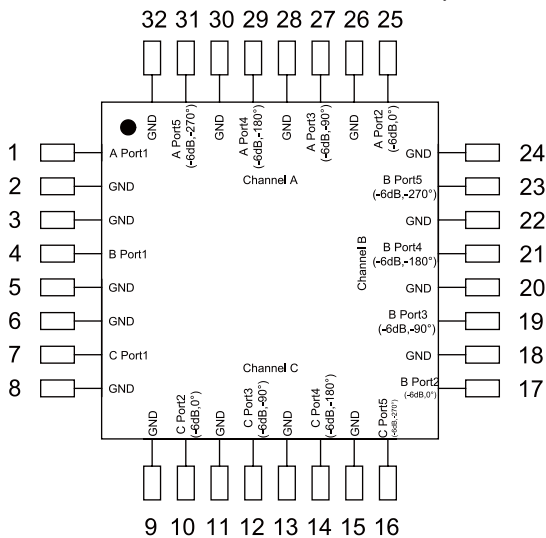 32 31 30 29 28 27 26 25
GND
A Port5
(-6dB,-270°)
GND
A Port4
(-6dB,-180°)
GND
A Port3
(-6dB,-90°)
GND
A Port2
(-6dB,0°)
1 A Port1
2 GND
3 GND
4 B Port1
5 GND
6 GND
7 C Port1
8 GND
Channel A
Channel B
Channel C
GND 24
B Port5
(-6dB,-270°)
23
GND 22
B Port4
(-6dB,-180°)
21
GND 20
B Port3
(-6dB,-90°)
19
GND 18
B Port2
(-6dB,0°)
17
GND
C Port2
(-6dB,0°)
GND
C Port3
(-6dB,-90°)
GND
C Port4
(-6dB,-180°)
GND
C Port5
(-6dB,-270°)
9 10 11 12 13 14 15 16